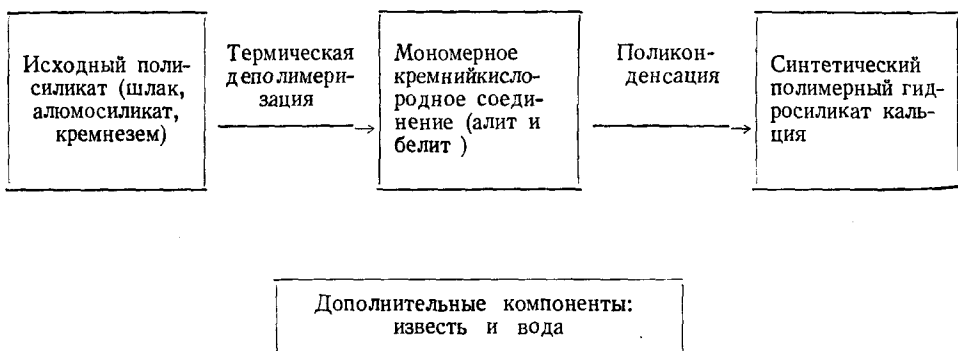 Исходный поли-
силикат (шлак,
алюмосиликат,
кремнезем)
Термическая
деполимери-
зация
Мономерное
кремнийкисло-
родное соеди-
нение (алит и
белит )
Поликон-
денсация
Синтетический
полимерный гид-
росиликат каль-
ция
Дополнительные компоненты:
известь и вода